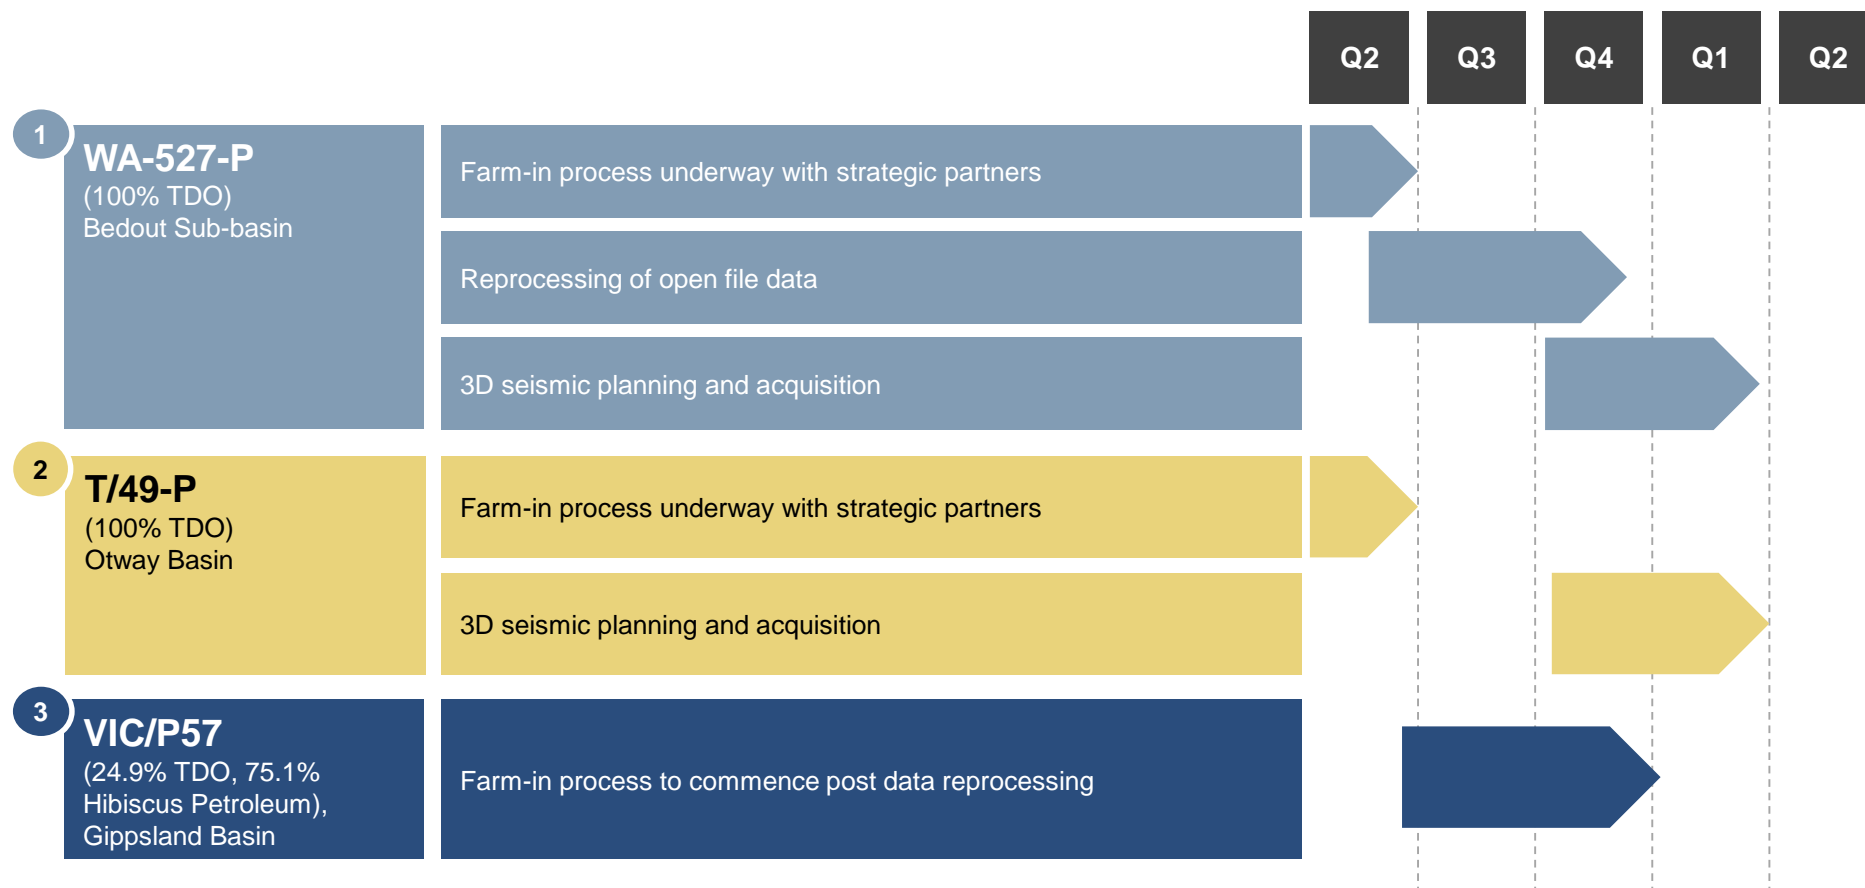 Q2 Q3 Q4 Q1 Q2
1
WA-527-P
(100% TDO)
Bedout Sub-basin
Farm-in process underway with strategic partners
Reprocessing of open file data
3D seismic planning and acquisition
2
T/49-P
(100% TDO)
Otway Basin
Farm-in process underway with strategic partners
3D seismic planning and acquisition
3
VIC/P57
(24.9% TDO, 75.1%
Hibiscus Petroleum),
Gippsland Basin
Farm-in process to commence post data reprocessing